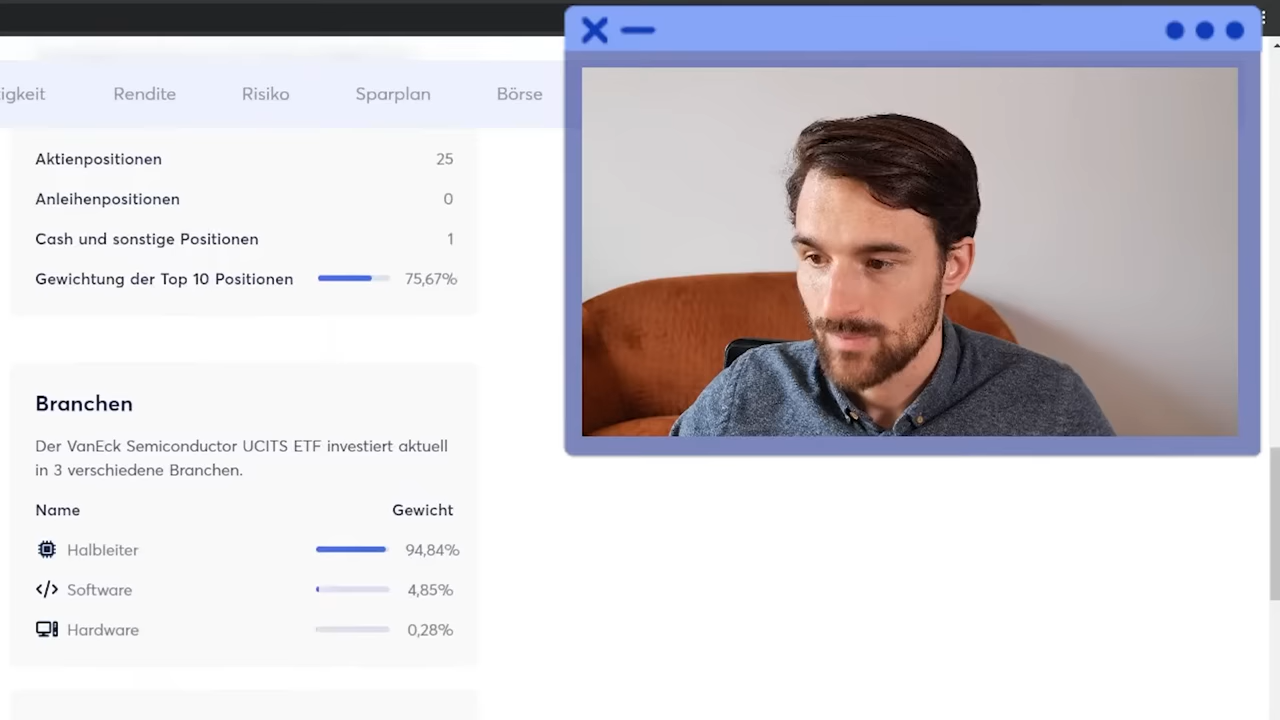 tigkeit Rendite Risiko Sparplan Börse
Aktienpositionen 25
Anleihenpositionen 0
Cash und sonstige Positionen 1
Gewichtung der Top 10 Positionen 75,67%
Branchen
Der VanEck Semiconductor UCITS ETF investiert aktuell
in 3 verschiedene Branchen.
Name Gewicht
Halbleiter 94,84%
Software 4,85%
Hardware 0,28%